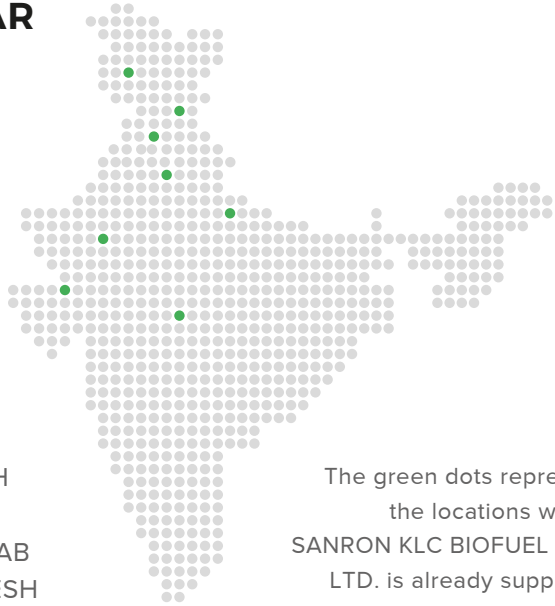 AR
H
AB
ESH
The green dots repre
the locations w
SANRON KLC BIOFUEL
LTD. is already supp